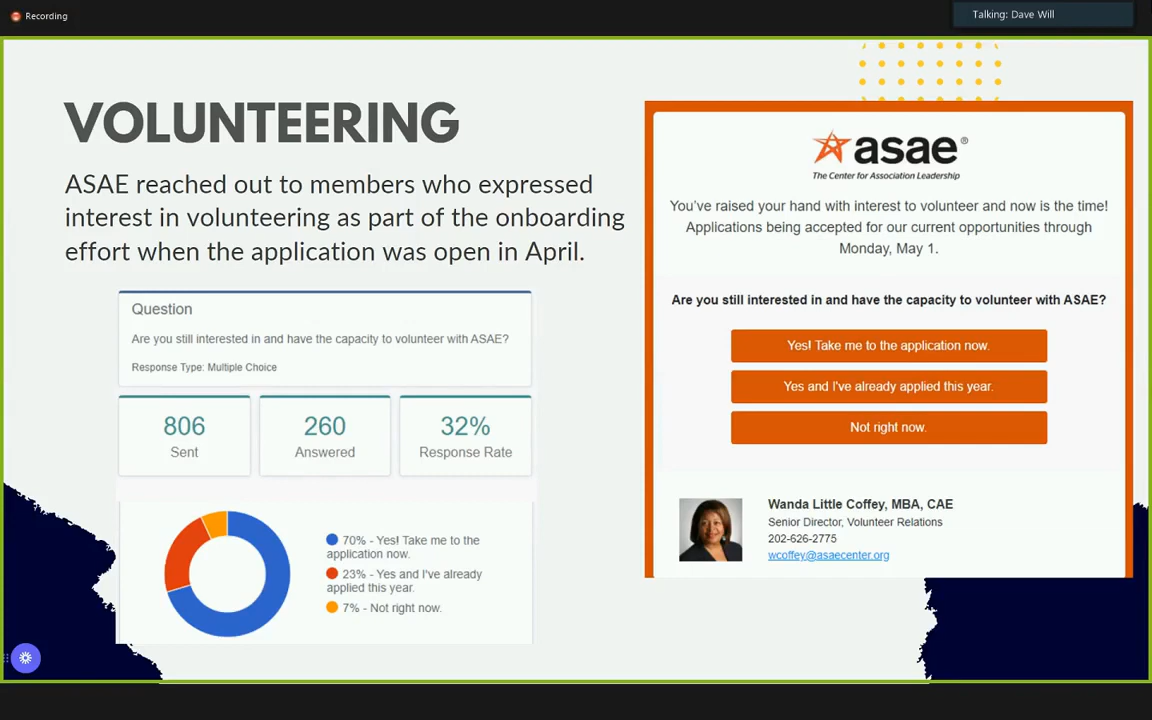 Recording
Talking: Dave Will
VOLUNTEERING
ASAE reached out to members who expressed
interest in volunteering as part of the onboarding
effort when the application was open in April.
Question
Are you still interested in and have the capacity to volunteer with ASAE?
Response Type: Multiple Choice
806
Sent
260
Answered
32%
Response Rate
70% - Yes! Take me to the
application now.
23% - Yes and I've already
applied this year.
7% - Not right now.
asae®
The Center for Association Leadership
You've raised your hand with interest to volunteer and now is the time!
Applications being accepted for our current opportunities through
Monday, May 1.
Are you still interested in and have the capacity to volunteer with ASAE?
Yes! Take me to the application now.
Yes and I've already applied this year.
Not right now.
Wanda Little Coffey, MBA, CAE
Senior Director, Volunteer Relations
202-626-2775
wcoffey@asaecenter.org